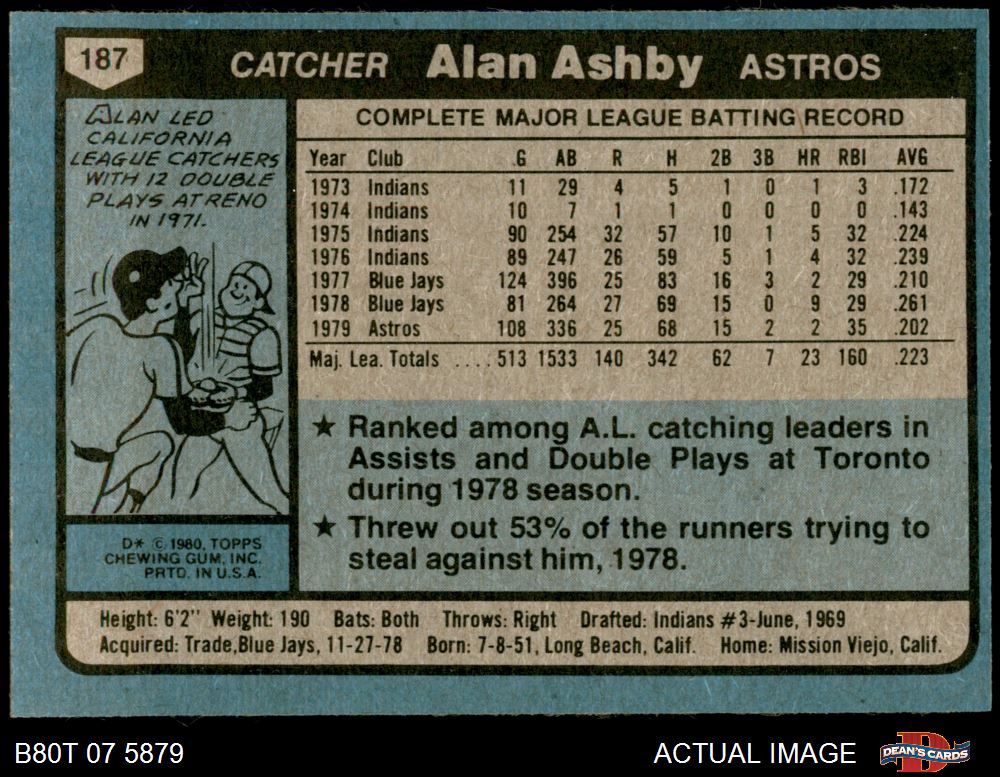 187 CATCHER Alan Ashby ASTROS
ALAN LED
CALIFORNIA
LEAGUE CATCHERS
WITH 12 DOUBLE
PLAYS AT RENO
IN 1971.
COMPLETE MAJOR LEAGUE BATTING RECORD
Year Club G AB R H 2B 3B HR RBI AVG
1973 Indians 11 29 4 5 1 0 1 3 .172
1974 Indians 10 7 1 1 0 0 0 0 .143
1975 Indians 90 254 32 57 10 1 5 32 .224
1976 Indians 89 247 26 59 5 1 4 32 .239
1977 Blue Jays 124 396 25 83 16 3 2 29 .210
1978 Blue Jays 81 264 27 69 15 0 9 29 .261
1979 Astros 108 336 25 68 15 2 2 35 .202
Maj. Lea. Totals .... 513 1533 140 342 62 7 23 160 .223
★ Ranked among A.L. catching leaders in
Assists and Double Plays at Toronto
during 1978 season.
★ Threw out 53% of the runners trying to
steal against him, 1978.
D* © 1980, TOPPS
CHEWING GUM, INC.
PRTD. IN U.S.A.
Height: 6'2" Weight: 190 Bats: Both Throws: Right Drafted: Indians #3-June, 1969
Acquired: Trade,Blue Jays, 11-27-78 Born: 7-8-51, Long Beach, Calif. Home: Mission Viejo, Calif.
B80T 07 5879 ACTUAL IMAGE DEAN'S CARDS